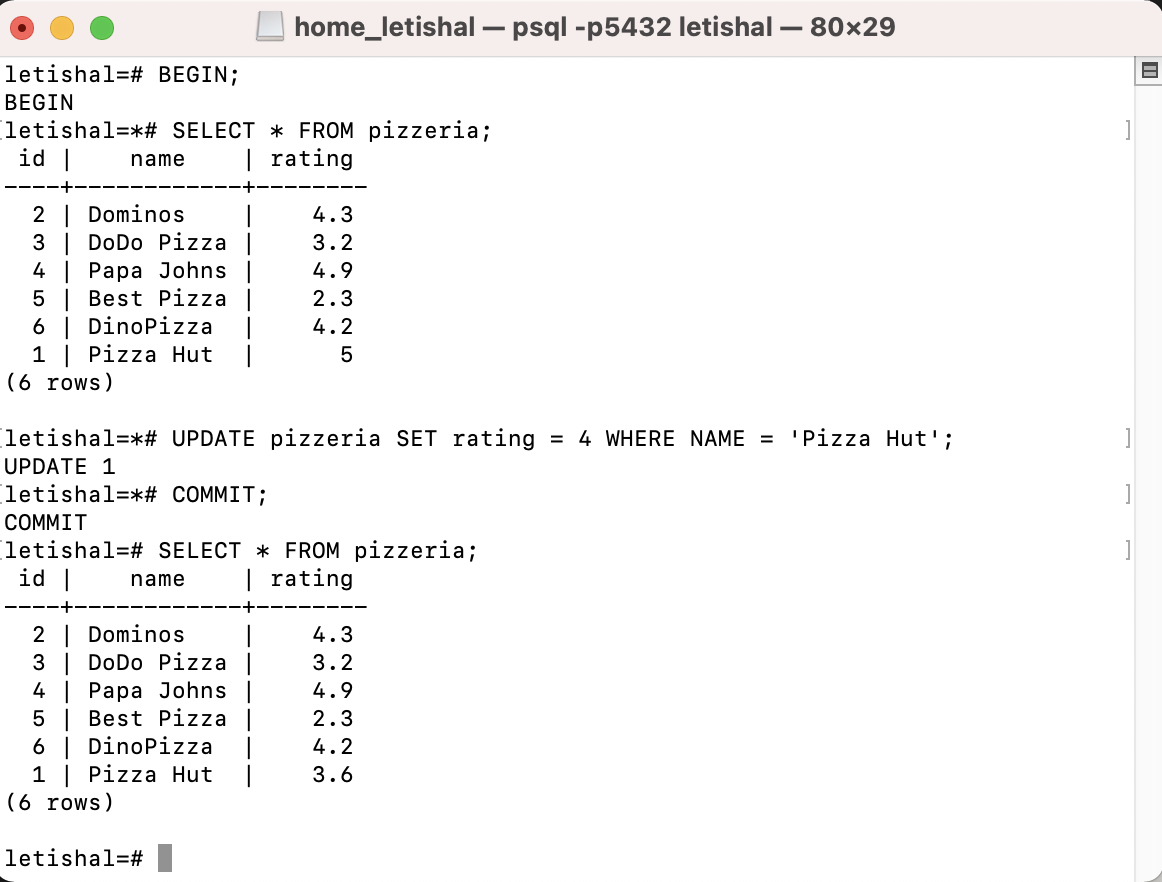 home_letishal — psql -p5432 letishal — 80×29
letishal=# BEGIN;
BEGIN
[letishal=*# SELECT * FROM pizzeria; ]
 id |    name    | rating
----+------------+--------
  2 | Dominos    |    4.3
  3 | DoDo Pizza |    3.2
  4 | Papa Johns |    4.9
  5 | Best Pizza |    2.3
  6 | DinoPizza  |    4.2
  1 | Pizza Hut  |      5
(6 rows)
[letishal=*# UPDATE pizzeria SET rating = 4 WHERE NAME = 'Pizza Hut'; ]
UPDATE 1
[letishal=*# COMMIT; ]
COMMIT
[letishal=# SELECT * FROM pizzeria; ]
 id |    name    | rating
----+------------+--------
  2 | Dominos    |    4.3
  3 | DoDo Pizza |    3.2
  4 | Papa Johns |    4.9
  5 | Best Pizza |    2.3
  6 | DinoPizza  |    4.2
  1 | Pizza Hut  |    3.6
(6 rows)
letishal=#